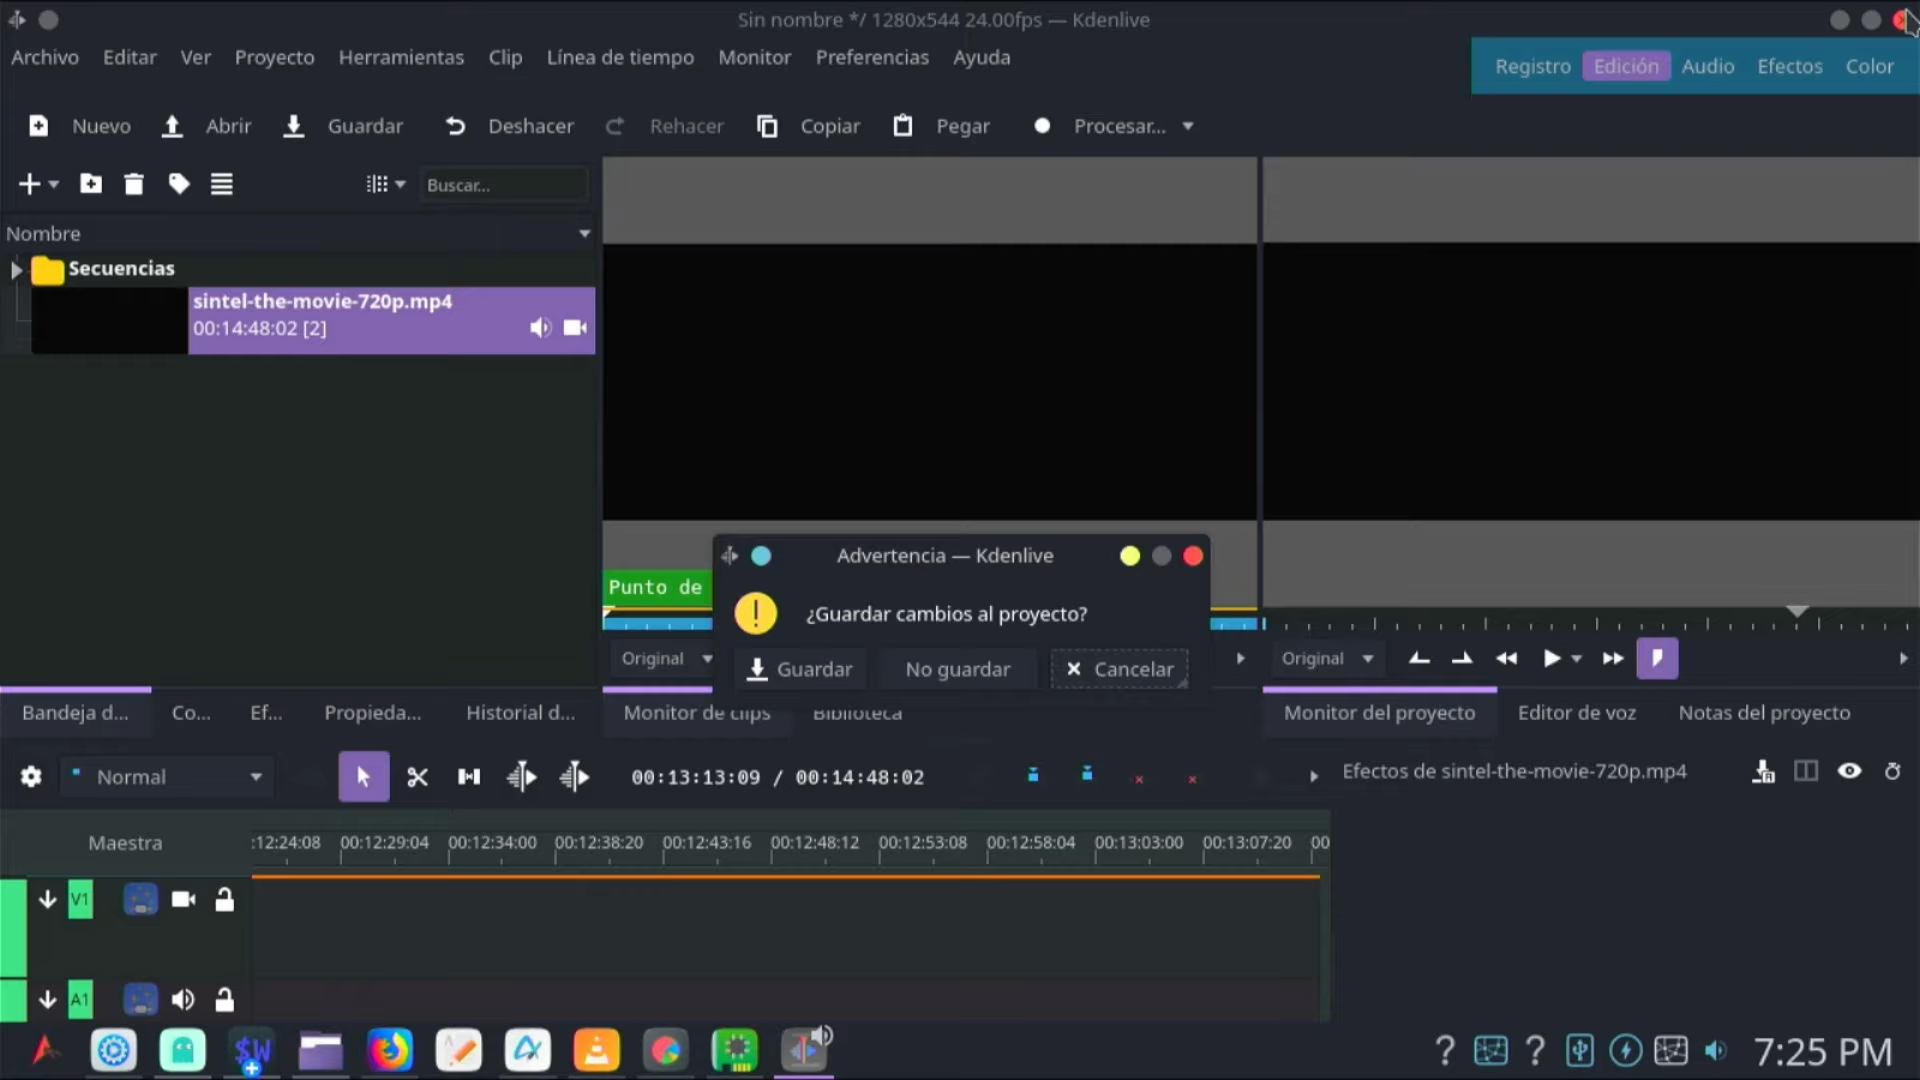 Sin nombre */ 1280x544 24.00fps — Kdenlive
Archivo Editar Ver Proyecto Herramientas Clip Línea de tiempo Monitor Preferencias Ayuda
Registro Edición Audio Efectos Color
Nuevo Abrir Guardar Deshacer Rehacer Copiar Pegar Procesar...
Buscar...
Nombre
Secuencias
sintel-the-movie-720p.mp4
00:14:48:02 [2]
Advertencia — Kdenlive
Punto de
¿Guardar cambios al proyecto?
Original
Guardar No guardar Cancelar
Original
Bandeja d... Co... Ef... Propieda... Historial d... Monitor de clips Biblioteca Monitor del proyecto Editor de voz Notas del proyecto
Normal
00:13:13:09 / 00:14:48:02
Efectos de sintel-the-movie-720p.mp4
Maestra
:12:24:08 00:12:29:04 00:12:34:00 00:12:38:20 00:12:43:16 00:12:48:12 00:12:53:08 00:12:58:04 00:13:03:00 00:13:07:20 00
V1
A1
$W
7:25 PM